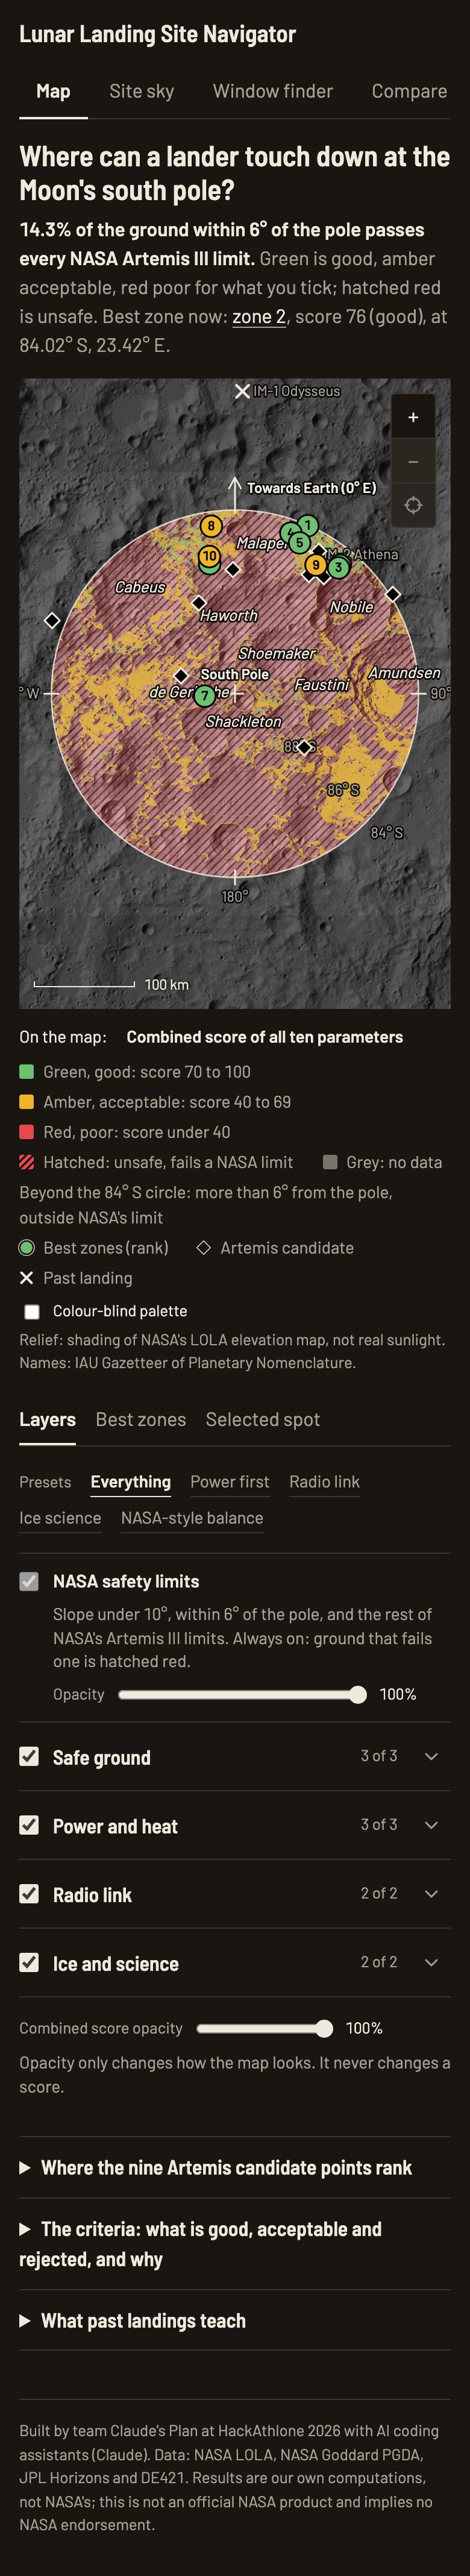 Lunar Landing Site Navigator
Map Site sky Window finder Compare
Where can a lander touch down at the
Moon's south pole?
14.3% of the ground within 6° of the pole passes
every NASA Artemis III limit. Green is good, amber
acceptable, red poor for what you tick; hatched red
is unsafe. Best zone now: zone 2, score 76 (good), at
84.02° S, 23.42° E.
IM-1 Odysseus
+
−
Towards Earth (0° E)
8
1
Malaper
5
Athena
10
9
3
Cabeus
Nobile
Haworth
Shoemaker
South Pole
Amundsen
Faustini
° W
de Ger
7
90°
Shackleton
86° S
84° S
180°
100 km
On the map: Combined score of all ten parameters
Green, good: score 70 to 100
Amber, acceptable: score 40 to 69
Red, poor: score under 40
Hatched: unsafe, fails a NASA limit Grey: no data
Beyond the 84° S circle: more than 6° from the pole,
outside NASA's limit
Best zones (rank) Artemis candidate
Past landing
Colour-blind palette
Relief: shading of NASA's LOLA elevation map, not real sunlight.
Names: IAU Gazetteer of Planetary Nomenclature.
Layers Best zones Selected spot
Presets Everything Power first Radio link
Ice science NASA-style balance
NASA safety limits
Slope under 10°, within 6° of the pole, and the rest of
NASA's Artemis III limits. Always on: ground that fails
one is hatched red.
Opacity 100%
Safe ground 3 of 3
Power and heat 3 of 3
Radio link 2 of 2
Ice and science 2 of 2
Combined score opacity 100%
Opacity only changes how the map looks. It never changes a
score.
Where the nine Artemis candidate points rank
The criteria: what is good, acceptable and
rejected, and why
What past landings teach
Built by team Claude's Plan at HackAthlone 2026 with AI coding
assistants (Claude). Data: NASA LOLA, NASA Goddard PGDA,
JPL Horizons and DE421. Results are our own computations,
not NASA's; this is not an official NASA product and implies no
NASA endorsement.